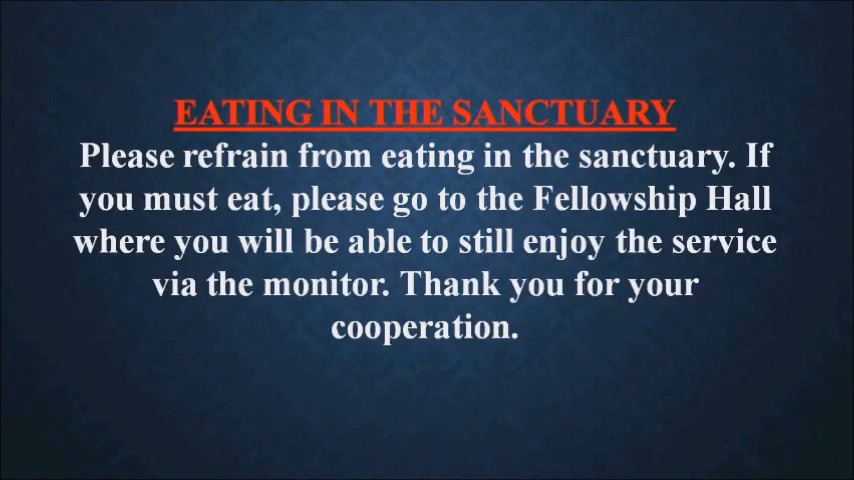 EATING IN THE SANCTUARY
Please refrain from eating in the sanctuary. If
you must eat, please go to the Fellowship Hall
where you will be able to still enjoy the service
via the monitor. Thank you for your
cooperation.